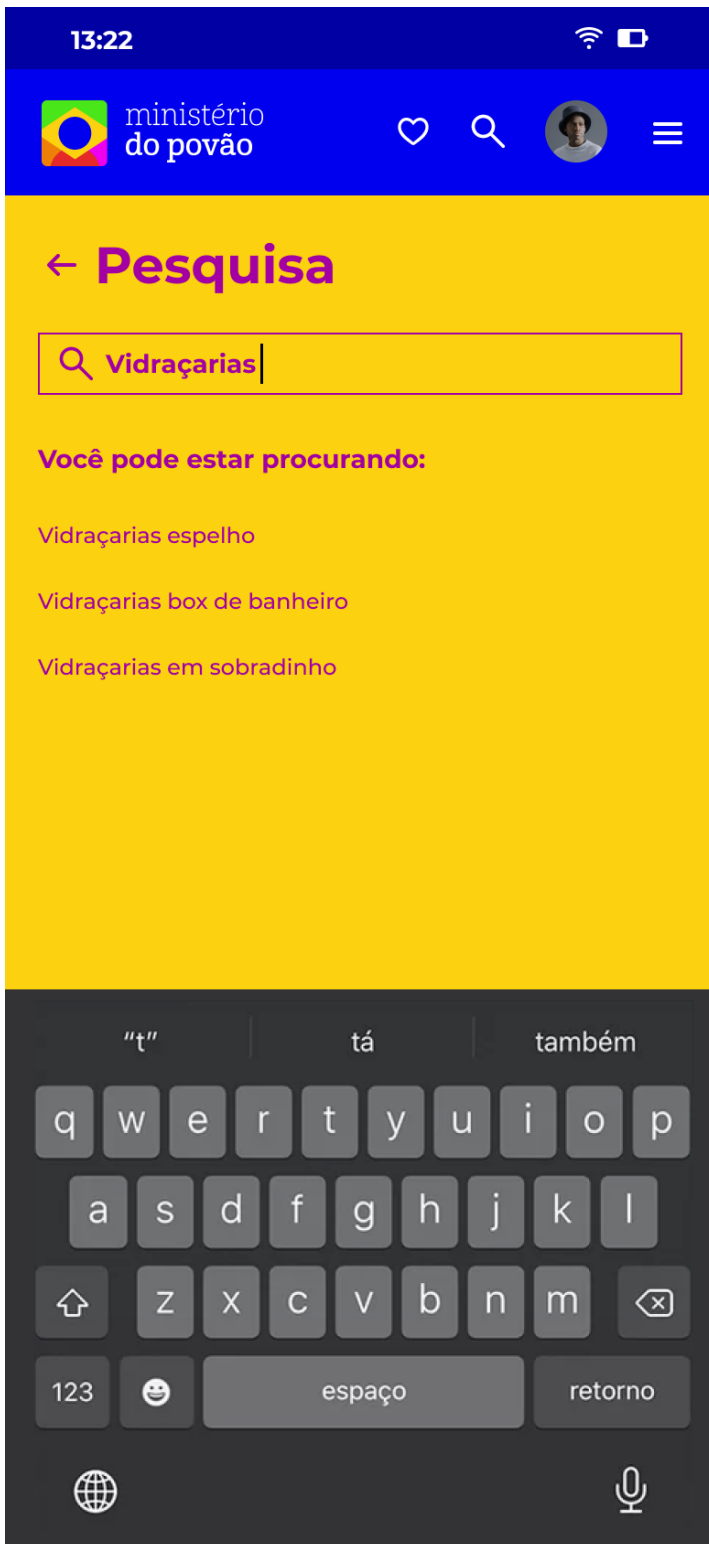 13:22
ministério
do povão
Pesquisa
Vidraçarias
Você pode estar procurando:
Vidraçarias espelho
Vidraçarias box de banheiro
Vidraçarias em sobradinho
“t” tá também
q w e r t y u i o p
a s d f g h j k l
z x c v b n m
123 espaço retorno